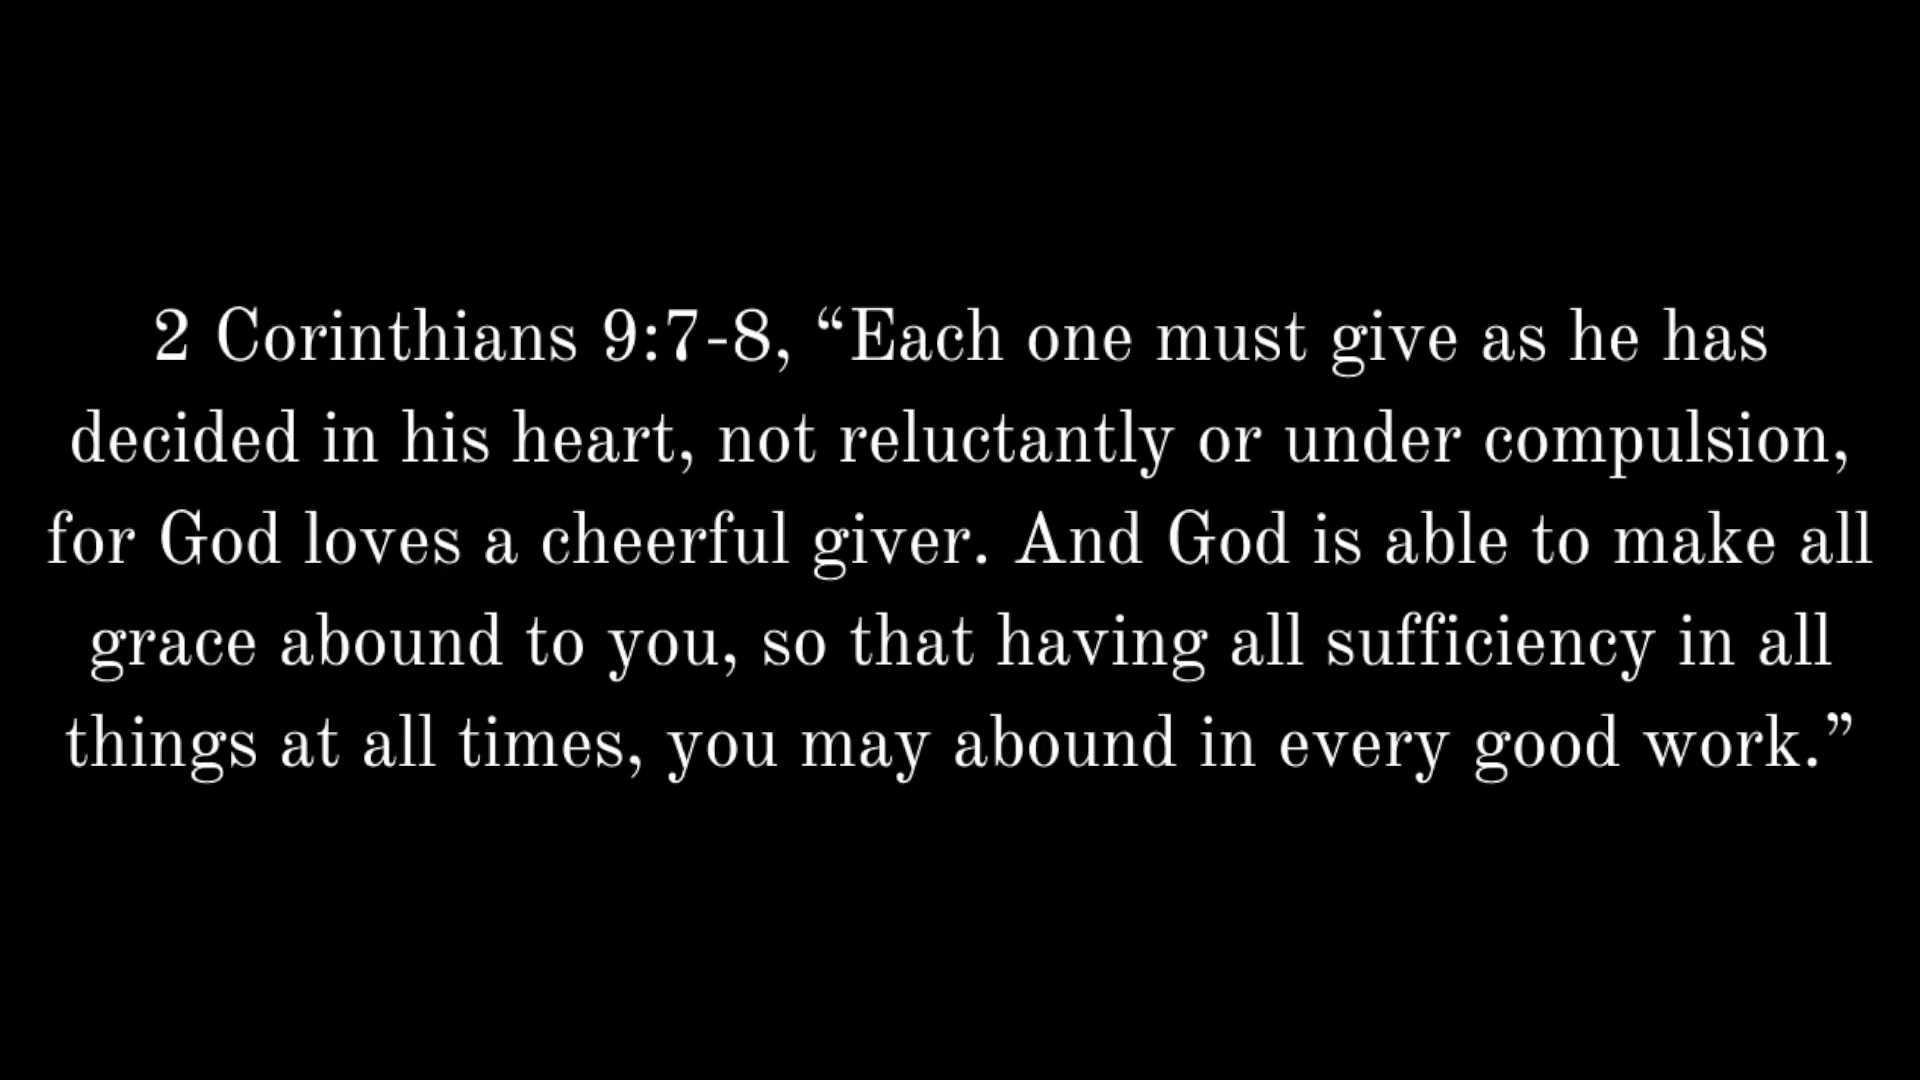 2 Corinthians 9:7-8, “Each one must give as he has
decided in his heart, not reluctantly or under compulsion,
for God loves a cheerful giver. And God is able to make all
grace abound to you, so that having all sufficiency in all
things at all times, you may abound in every good work.”